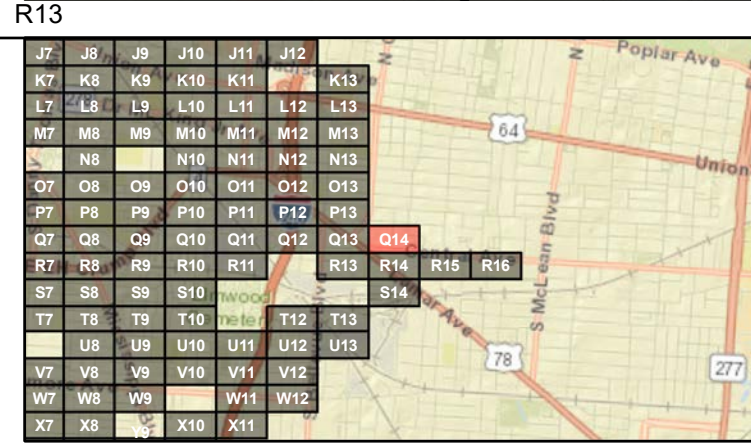 R13
J7 J8 J9 J10 J11 J12
Poplar Ave
K7 K8 K9 K10 K11 K13
L7 L8 L9 L10 L11 L12 L13
M7 M8 M9 M10 M11 M12 M13
64
N8 N10 N11 N12 N13
Union
O7 O8 O9 O10 O11 O12 O13
P7 P8 P9 P10 P11 P12 P13
S McLean Blvd
Q7 Q8 Q9 Q10 Q11 Q12 Q13 Q14
R7 R8 R9 R10 R11 R13 R14 R15 R16
S7 S8 S9 S10 S14
T7 T8 T9 T10 T12 T13
U8 U9 U10 U11 U12 U13
78
277
V7 V8 V9 V10 V11 V12
W7 W8 W9 W11 W12
X7 X8 Y9 X10 X11